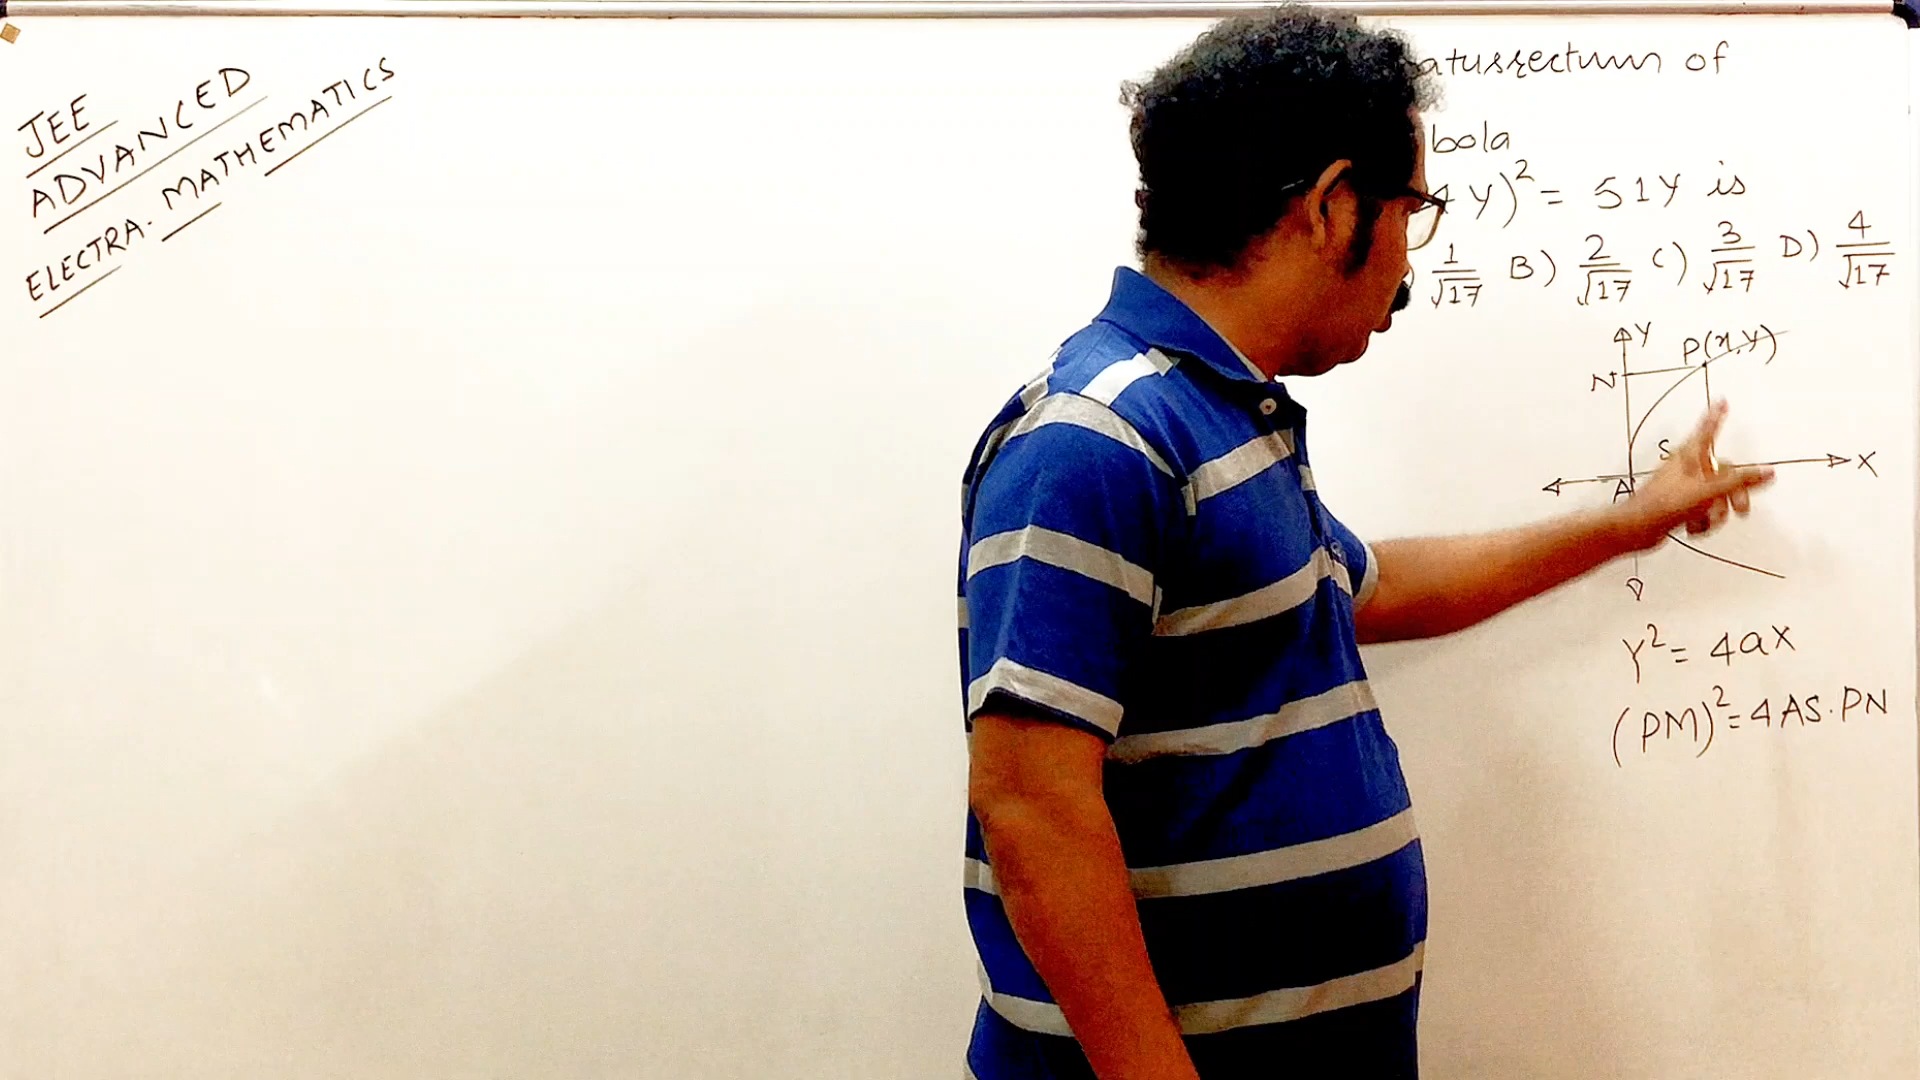 JEE
ADVANCED
ELECTRA. MATHEMATICS
atusrectum of
bola
4y)² = 51y is
1/√17 B) 2/√17 C) 3/√17 D) 4/√17
Y
P(x,y)
N
S
X
A
Y² = 4ax
(PM)² = 4AS.PN